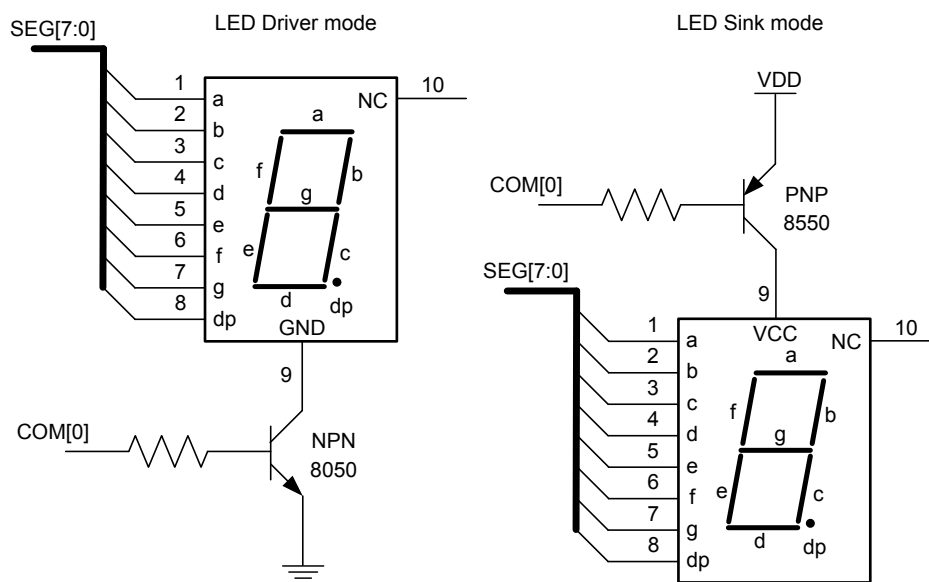 LED Driver mode
SEG[7:0]
1 a
2 b
3 c
4 d
5 e
6 f
7 g
8 dp
NC 10
a
f
b
g
e
c
d
dp
GND
9
COM[0]
NPN
8050
LED Sink mode
VDD
COM[0]
PNP
8550
9
SEG[7:0]
VCC
1 a
2 b
3 c
4 d
5 e
6 f
7 g
8 dp
NC 10
a
f
b
g
e
c
d
dp